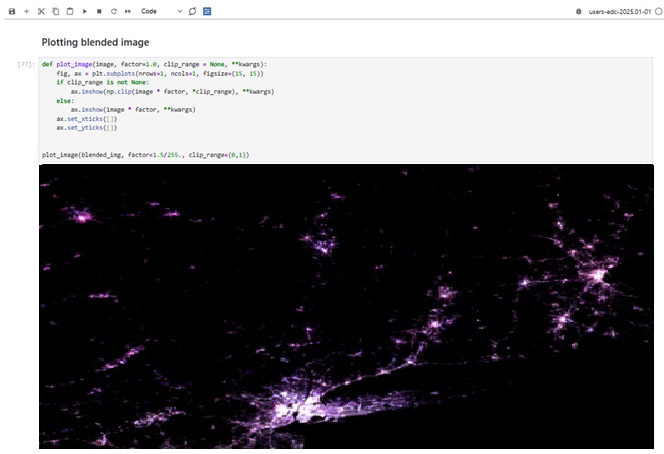 Code
users-edc-2025.01-01
Plotting blended image
[77]:
def plot_image(image, factor=1.0, clip_range = None, **kwargs):
    fig, ax = plt.subplots(nrows=1, ncols=1, figsize=(15, 15))
    if clip_range is not None:
        ax.imshow(np.clip(image * factor, *clip_range), **kwargs)
    else:
        ax.imshow(image * factor, **kwargs)
    ax.set_xticks([])
    ax.set_yticks([])
plot_image(blended_img, factor=1.5/255., clip_range=(0,1))